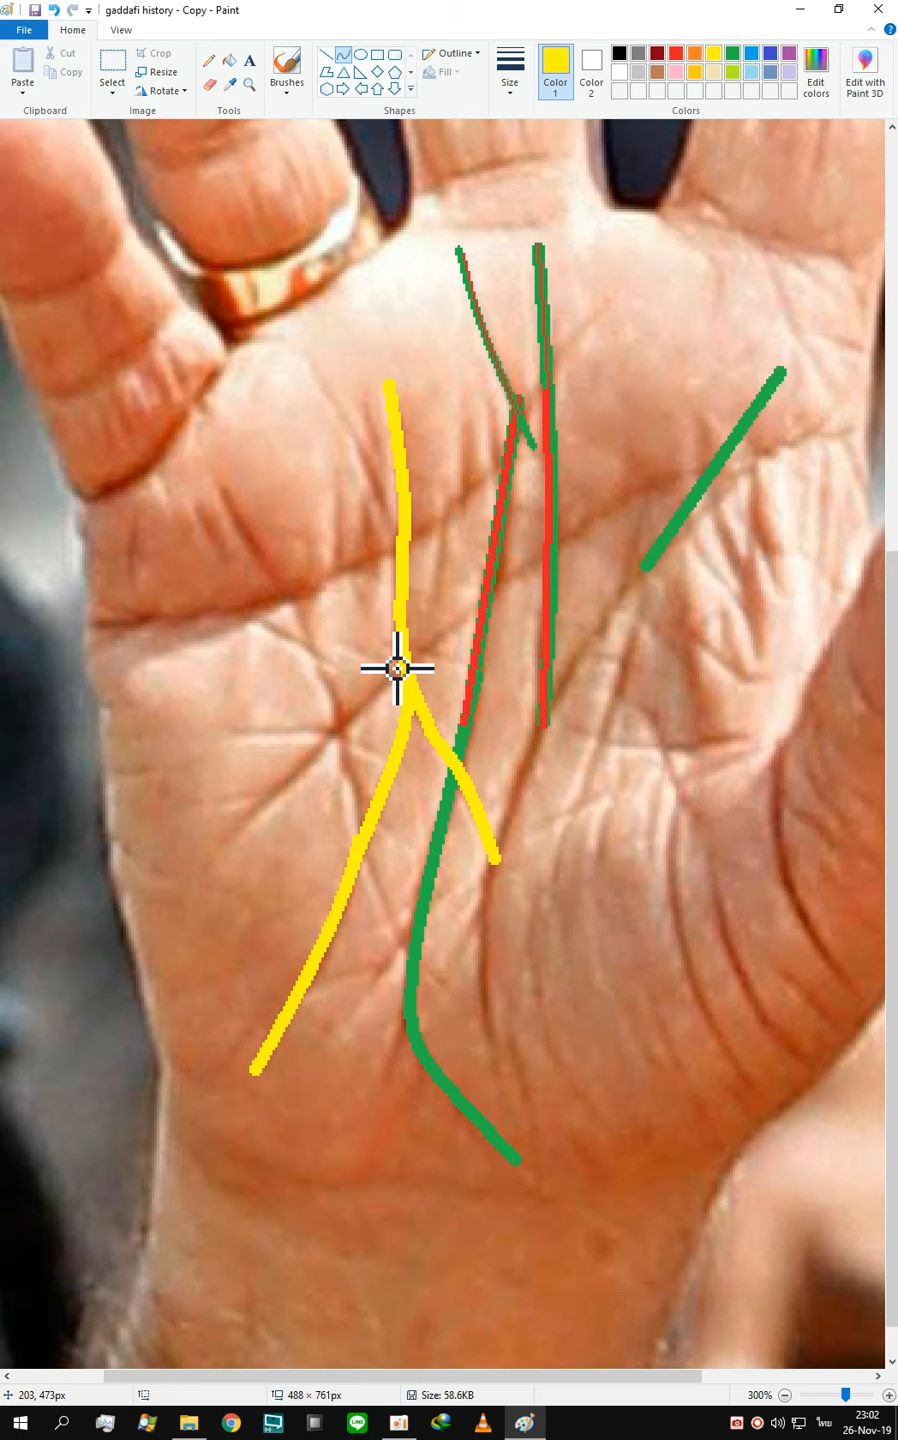 gaddafi history - Copy - Paint
File Home View
Paste Cut Copy
Clipboard
Select Crop Resize Rotate
Image
A
Tools
Brushes
Outline Fill
Shapes
Size
Color 1
Color 2
Edit colors
Colors
Edit with Paint 3D
203, 473px
488 × 761px
Size: 58.6KB
300%
LINE
ไทย
23:02
26-Nov-19